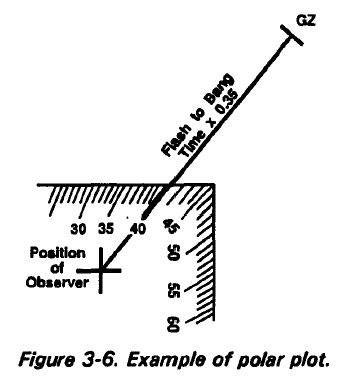 GZ
Flash to Bang
Time x 0.35
30 35 40 45
50
55
60
Position
of
Observer
Figure 3-6. Example of polar plot.